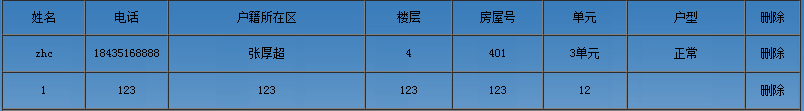 姓名 电话 户籍所在区 楼层 房屋号 单元 户型 删除
zhc 18435168888 张厚超 4 401 3单元 正常 删除
1 123 123 123 123 12 删除